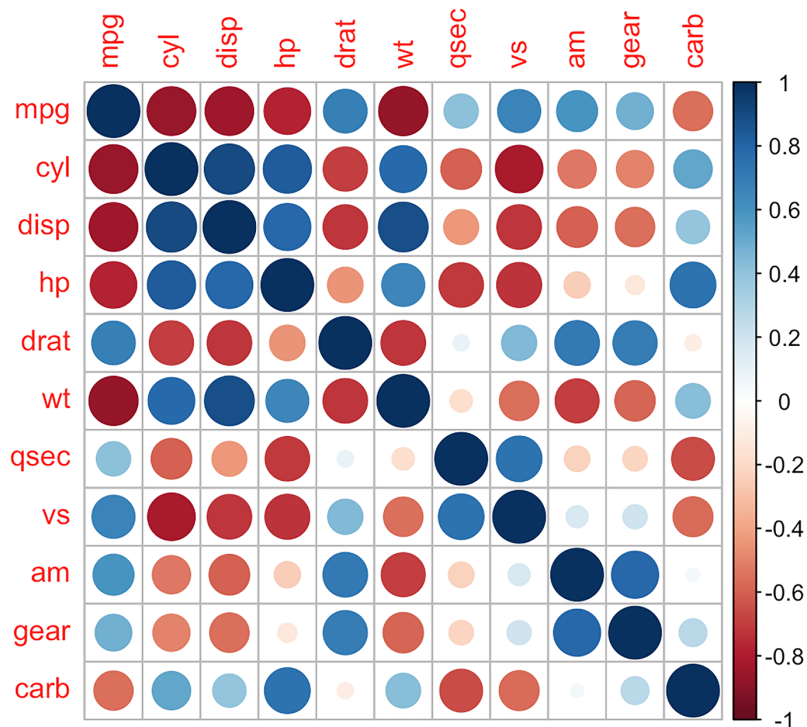 mpg cyl disp hp drat wt qsec vs am gear carb
mpg
cyl
disp
hp
drat
wt
qsec
vs
am
gear
carb
1
0.8
0.6
0.4
0.2
0
-0.2
-0.4
-0.6
-0.8
-1